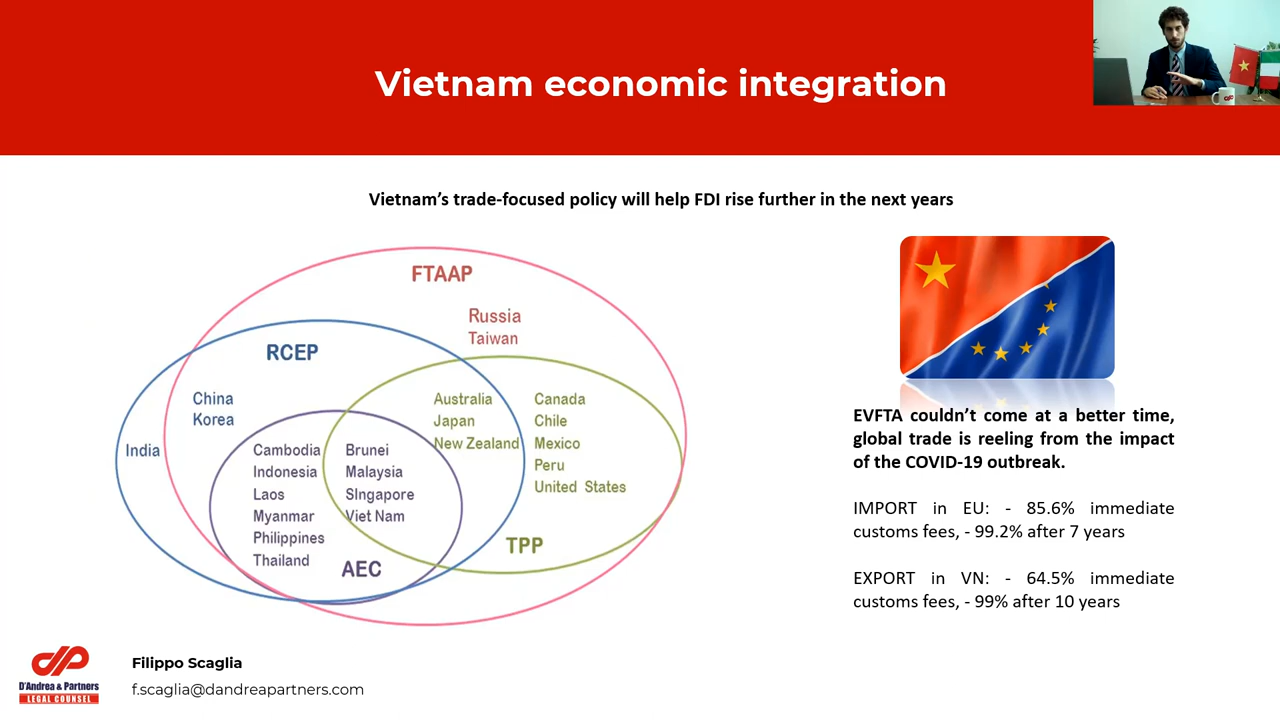 Vietnam economic integration
Vietnam's trade-focused policy will help FDI rise further in the next years
FTAAP
Russia
Taiwan
RCEP
China
Korea
India
Australia
Japan
New Zealand
Canada
Chile
Mexico
Peru
United States
Cambodia
Indonesia
Laos
Myanmar
Philippines
Thailand
Brunei
Malaysia
SIngapore
Viet Nam
AEC
TPP
EVFTA couldn't come at a better time,
global trade is reeling from the impact
of the COVID-19 outbreak.
IMPORT in EU: - 85.6% immediate
customs fees, - 99.2% after 7 years
EXPORT in VN: - 64.5% immediate
customs fees, - 99% after 10 years
D'Andrea & Partners
LEGAL COUNSEL
Filippo Scaglia
f.scaglia@dandreapartners.com